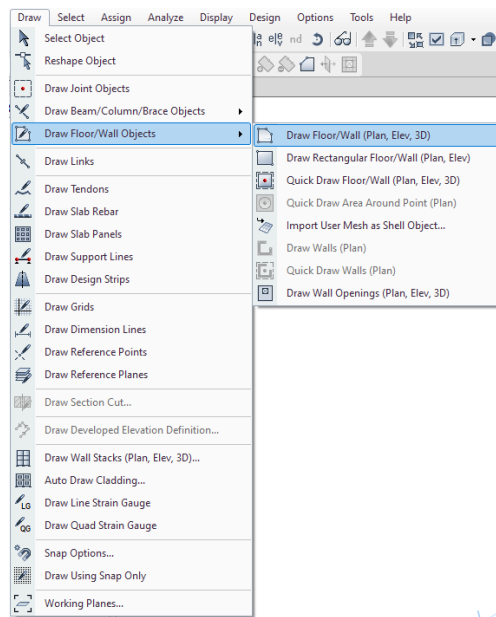 Draw Select Assign Analyze Display Design Options Tools Help
Select Object
nd
Reshape Object
Draw Joint Objects
Draw Beam/Column/Brace Objects
Draw Floor/Wall Objects
Draw Floor/Wall (Plan, Elev, 3D)
Draw Rectangular Floor/Wall (Plan, Elev)
Quick Draw Floor/Wall (Plan, Elev, 3D)
Quick Draw Area Around Point (Plan)
Import User Mesh as Shell Object...
Draw Walls (Plan)
Quick Draw Walls (Plan)
Draw Wall Openings (Plan, Elev, 3D)
Draw Links
Draw Tendons
Draw Slab Rebar
Draw Slab Panels
Draw Support Lines
Draw Design Strips
Draw Grids
Draw Dimension Lines
Draw Reference Points
Draw Reference Planes
Draw Section Cut...
Draw Developed Elevation Definition...
Draw Wall Stacks (Plan, Elev, 3D)...
Auto Draw Cladding...
LG Draw Line Strain Gauge
QG Draw Quad Strain Gauge
Snap Options...
Draw Using Snap Only
Working Planes...